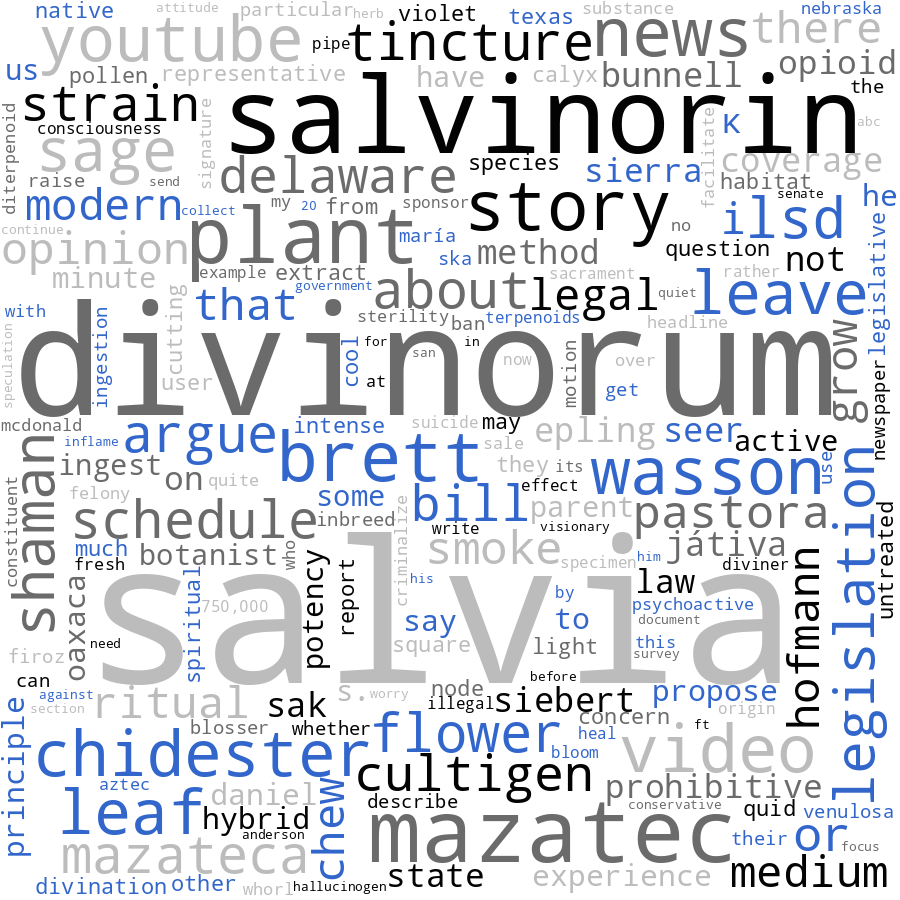 native
attitude
particular
herb
violet
texas
substance
nebraska
youtube
pipe
tincture
news
there
us
pollen
representative
have
calyx
bunnell
opioid
the
strain
salvinorin
consciousness
signature
diterpenoid
sage
K
facilitate
abc
species
sierra
coverage
delaware
raise
send
habitat
senate
he
modern
collect
my
20
from
sponsor
story
no
ilsd
i
continue
plant
maría
opinion
ska
method
question
not
legislative
minute
example
extract
government
about
sacrament
rather
legal
quiet
leave
cutting
that
with
ingestion
sterility
ban
terpenoids
headline
speculation
divinorum
cool
for
san
in
now
motion
over
grow
user
at
get
newspaper
mcdonald
argue
intense
suicide
may
epling
seer
active
inflame
brett
sale
shaman
ingest
on
quite
they
its
wasson
use
effect
constituent
felony
some
bill
parent
pastora
schedule
inbreed
write
visionary
legislation
untreated
much
botanist
who
criminalize
smoke
játiva
fresh
specimen
him
diviner
oaxaca
spiritual
750,000
potency
report
salvia
his
by
law
hofmann
psychoactive
say
to
document
need
square
light
this
survey
firoz
can
before
against
s.
worry
node
propose
section
ritual
sak
illegal
siebert
origin
principle
blosser
whether
flower
concern
ft
chidester
heal
bloom
video
aztec
cultigen
leaf
daniel
chew
describe
prohibitive
hybrid
conservative
quid
venulosa
anderson
mazatec
their
or
focus
mazateca
divination
other
whorl
hallucinogen
state
experience
medium